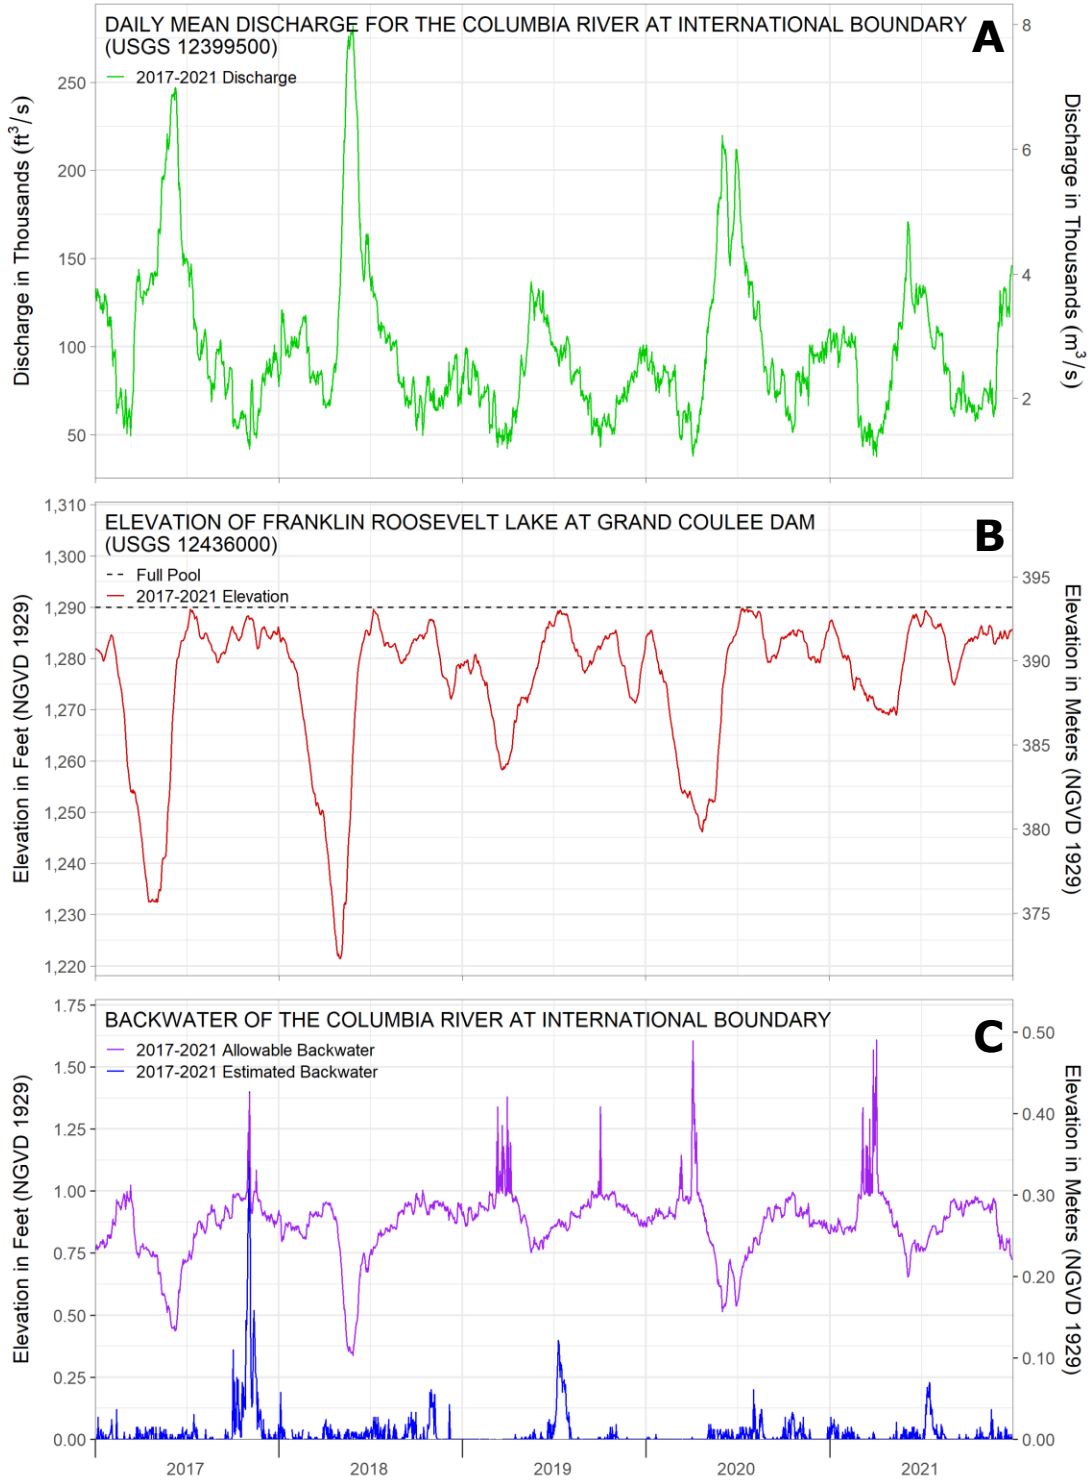 DAILY MEAN DISCHARGE FOR THE COLUMBIA RIVER AT INTERNATIONAL BOUNDARY
(USGS 12399500)
A
2017-2021 Discharge
Discharge in Thousands (ft³/s)
250
200
150
100
50
8
6
4
2
Discharge in Thousands (m³/s)
ELEVATION OF FRANKLIN ROOSEVELT LAKE AT GRAND COULEE DAM
(USGS 12436000)
B
Full Pool
2017-2021 Elevation
Elevation in Feet (NGVD 1929)
1,310
1,300
1,290
1,280
1,270
1,260
1,250
1,240
1,230
1,220
395
390
385
380
375
Elevation in Meters (NGVD 1929)
BACKWATER OF THE COLUMBIA RIVER AT INTERNATIONAL BOUNDARY
C
2017-2021 Allowable Backwater
2017-2021 Estimated Backwater
Elevation in Feet (NGVD 1929)
1.75
1.50
1.25
1.00
0.75
0.50
0.25
0.00
0.50
0.40
0.30
0.20
0.10
0.00
Elevation in Meters (NGVD 1929)
2017
2018
2019
2020
2021